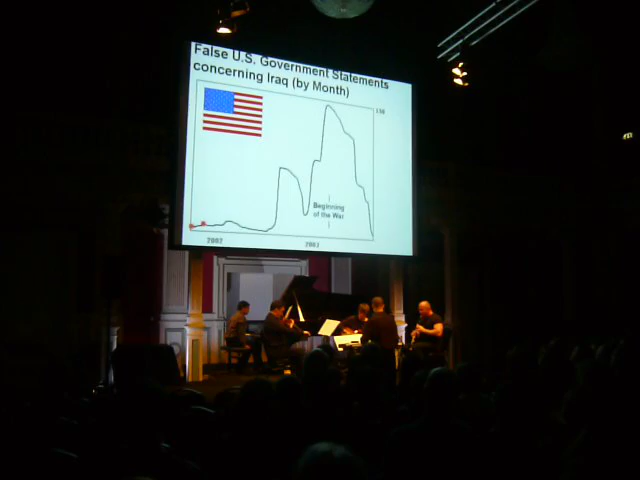 False U.S. Government Statements
concerning Iraq (by Month)
150
Beginning
of the War
2002
2003